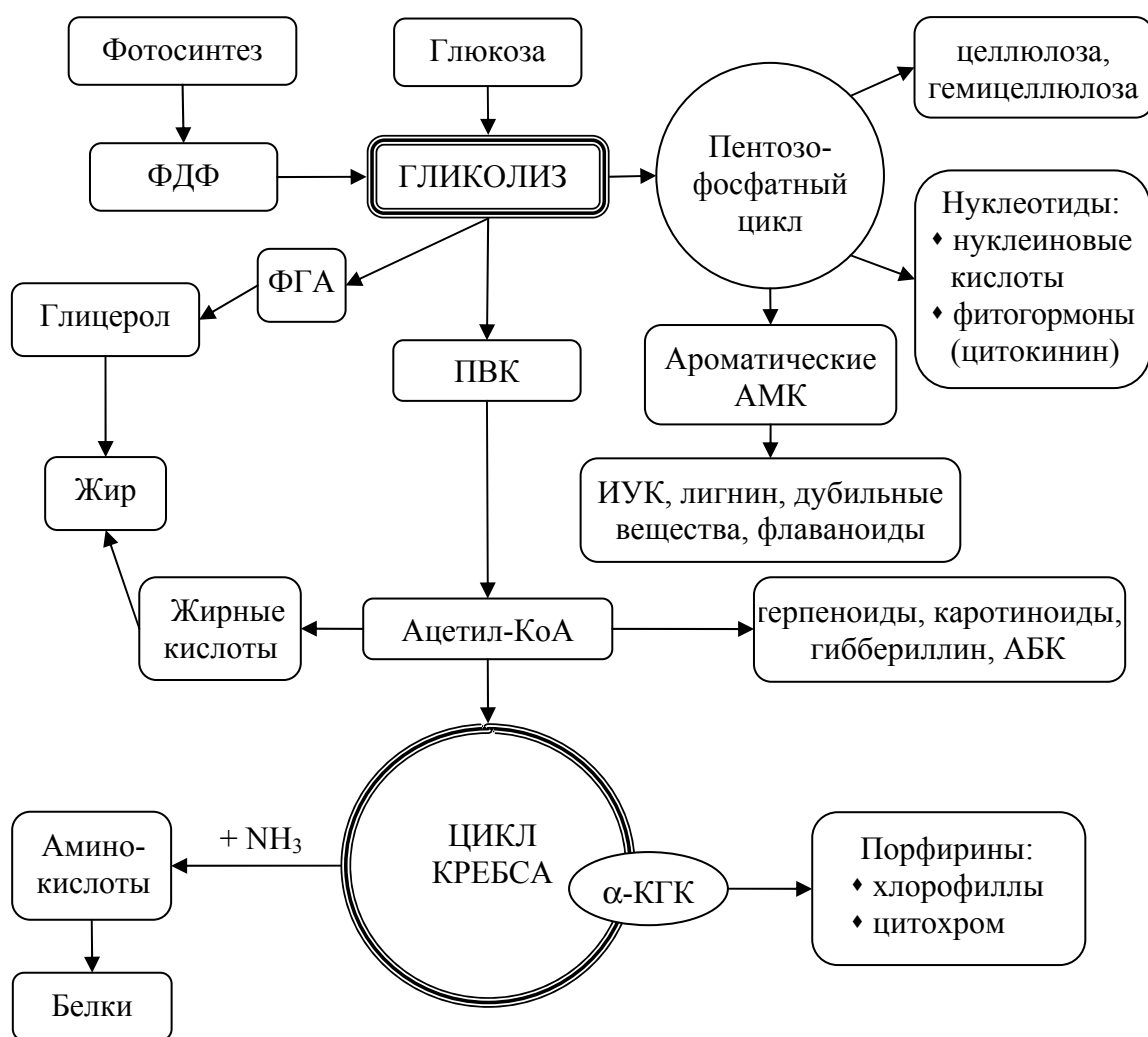 Фотосинтез
Глюкоза
целлюлоза,
гемицеллюлоза
ФДФ
ГЛИКОЛИЗ
Пентозо-
фосфатный
цикл
Нуклеотиды:
♦ нуклеиновые
кислоты
♦ фитогормоны
(цитокинин)
ФГА
Глицерол
ПВК
Ароматические
АМК
Жир
ИУК, лигнин, дубильные
вещества, флаваноиды
Жирные
кислоты
Ацетил-КоА
терпеноиды, каротиноиды,
гиббериллин, АБК
+ NH₃
Амино-
кислоты
ЦИКЛ
КРЕБСА
α-КГК
Порфирины:
♦ хлорофиллы
♦ цитохром
Белки